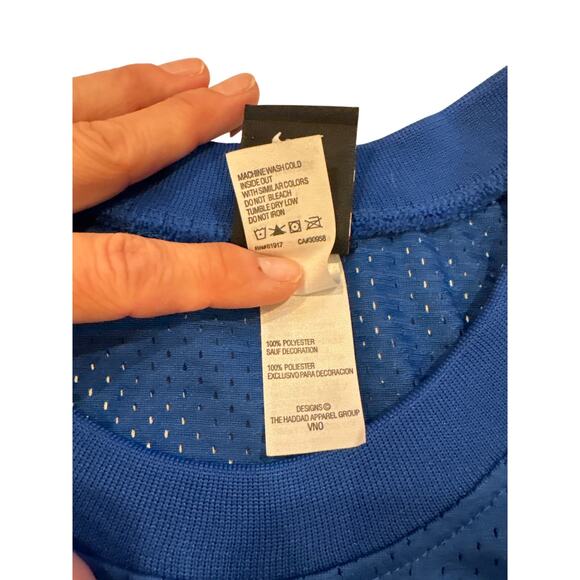 MACHINE WASH COLD
INSIDE OUT
WITH SIMILAR COLORS
DO NOT BLEACH
TUMBLE DRY LOW
DO NOT IRON
RN#81917 CA#30958
100% POLYESTER
SAUF DECORATION
100% POLIESTER
EXCLUSIVO PARA DECORACION
DESIGNS ©
THE HADDAD APPAREL GROUP
VNO